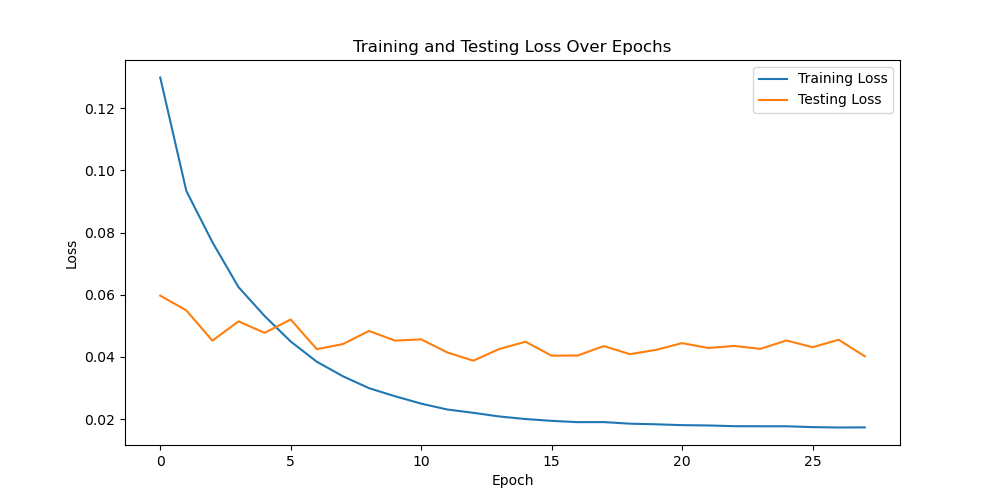 Training and Testing Loss Over Epochs
Training Loss
Testing Loss
0.12
0.10
0.08
0.06
0.04
0.02
Loss
0 5 10 15 20 25
Epoch